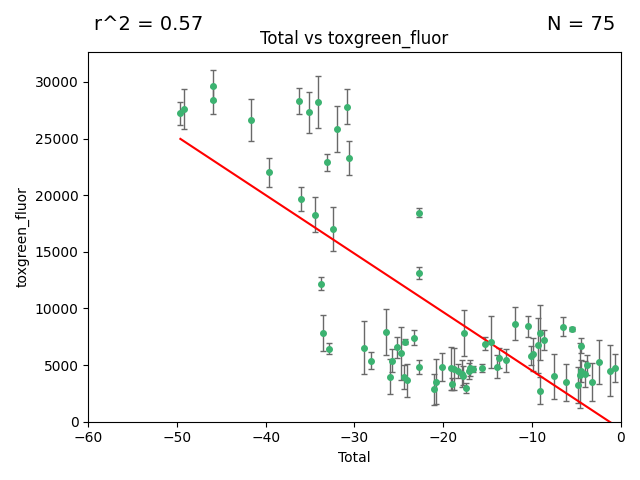 r^2 = 0.57
N = 75
Total vs toxgreen_fluor
30000
25000
20000
15000
10000
5000
0
toxgreen_fluor
−60 −50 −40 −30 −20 −10 0
Total